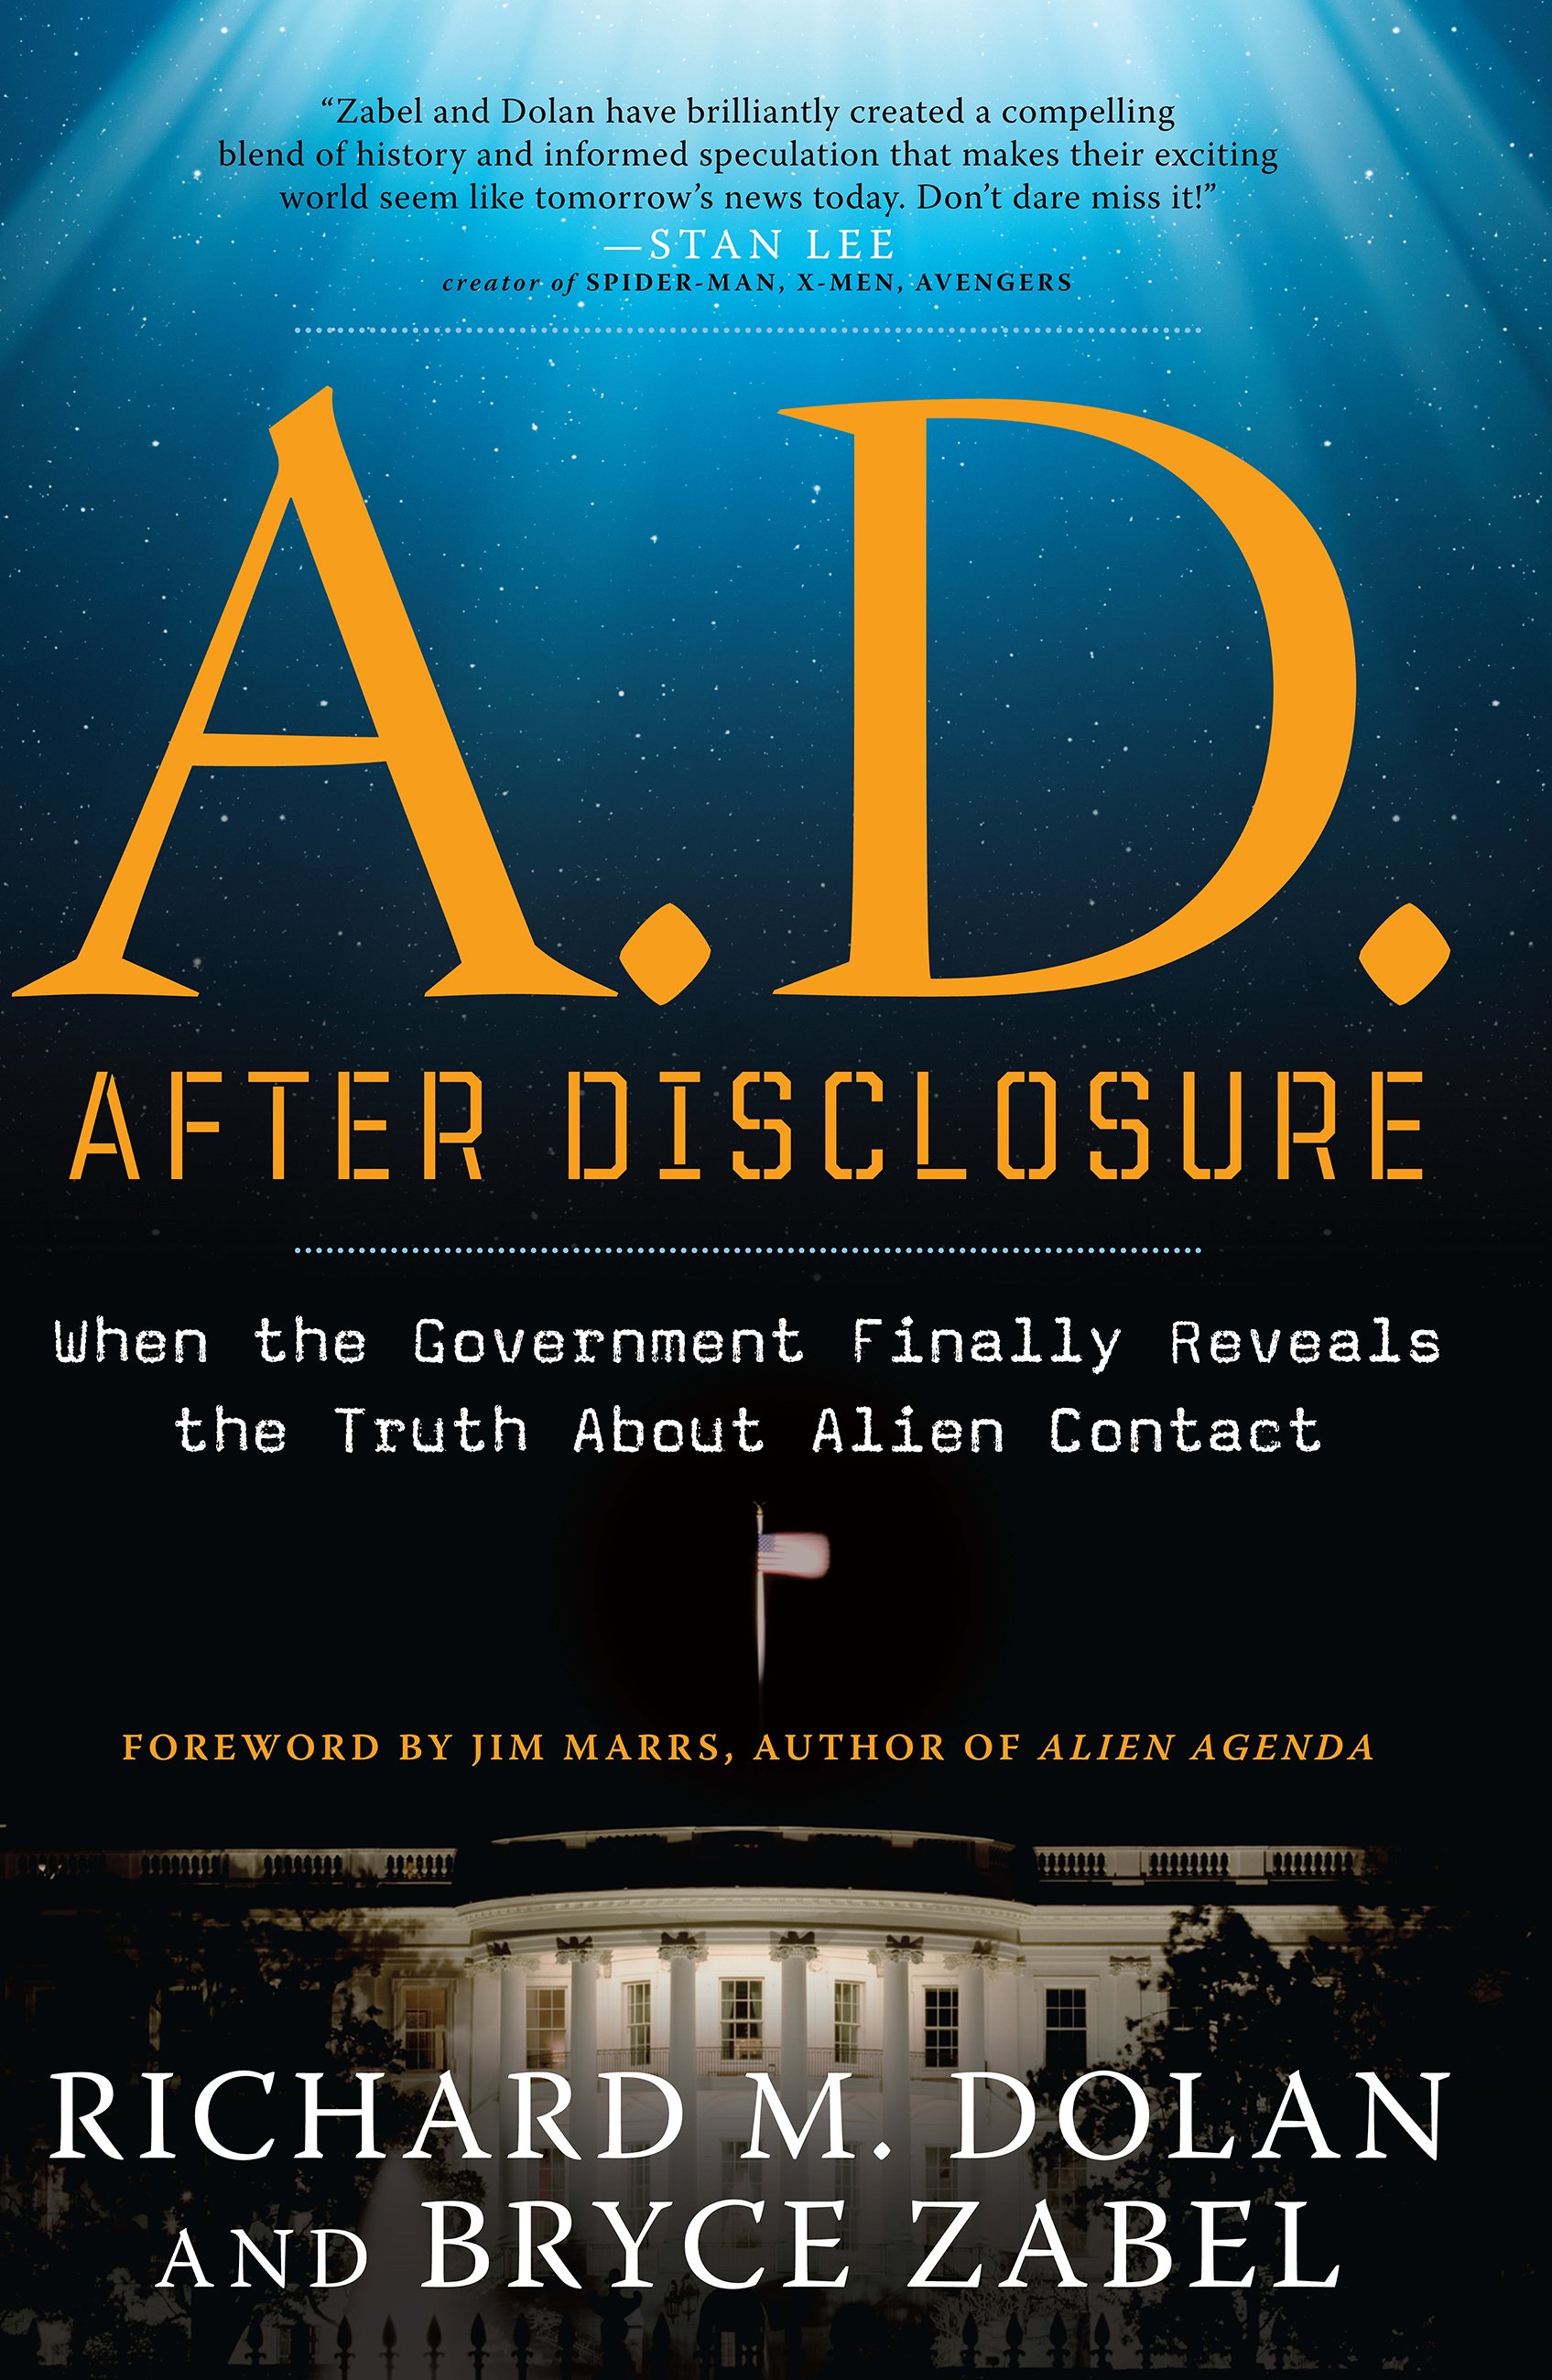 “Zabel and Dolan have brilliantly created a compelling
blend of history and informed speculation that makes their exciting
world seem like tomorrow’s news today. Don’t dare miss it!”
—STAN LEE
creator of SPIDER-MAN, X-MEN, AVENGERS
A.D.
AFTER DISCLOSURE
When the Government Finally Reveals
the Truth About Alien Contact
FOREWORD BY JIM MARRS, AUTHOR OF ALIEN AGENDA
RICHARD M. DOLAN
AND BRYCE ZABEL